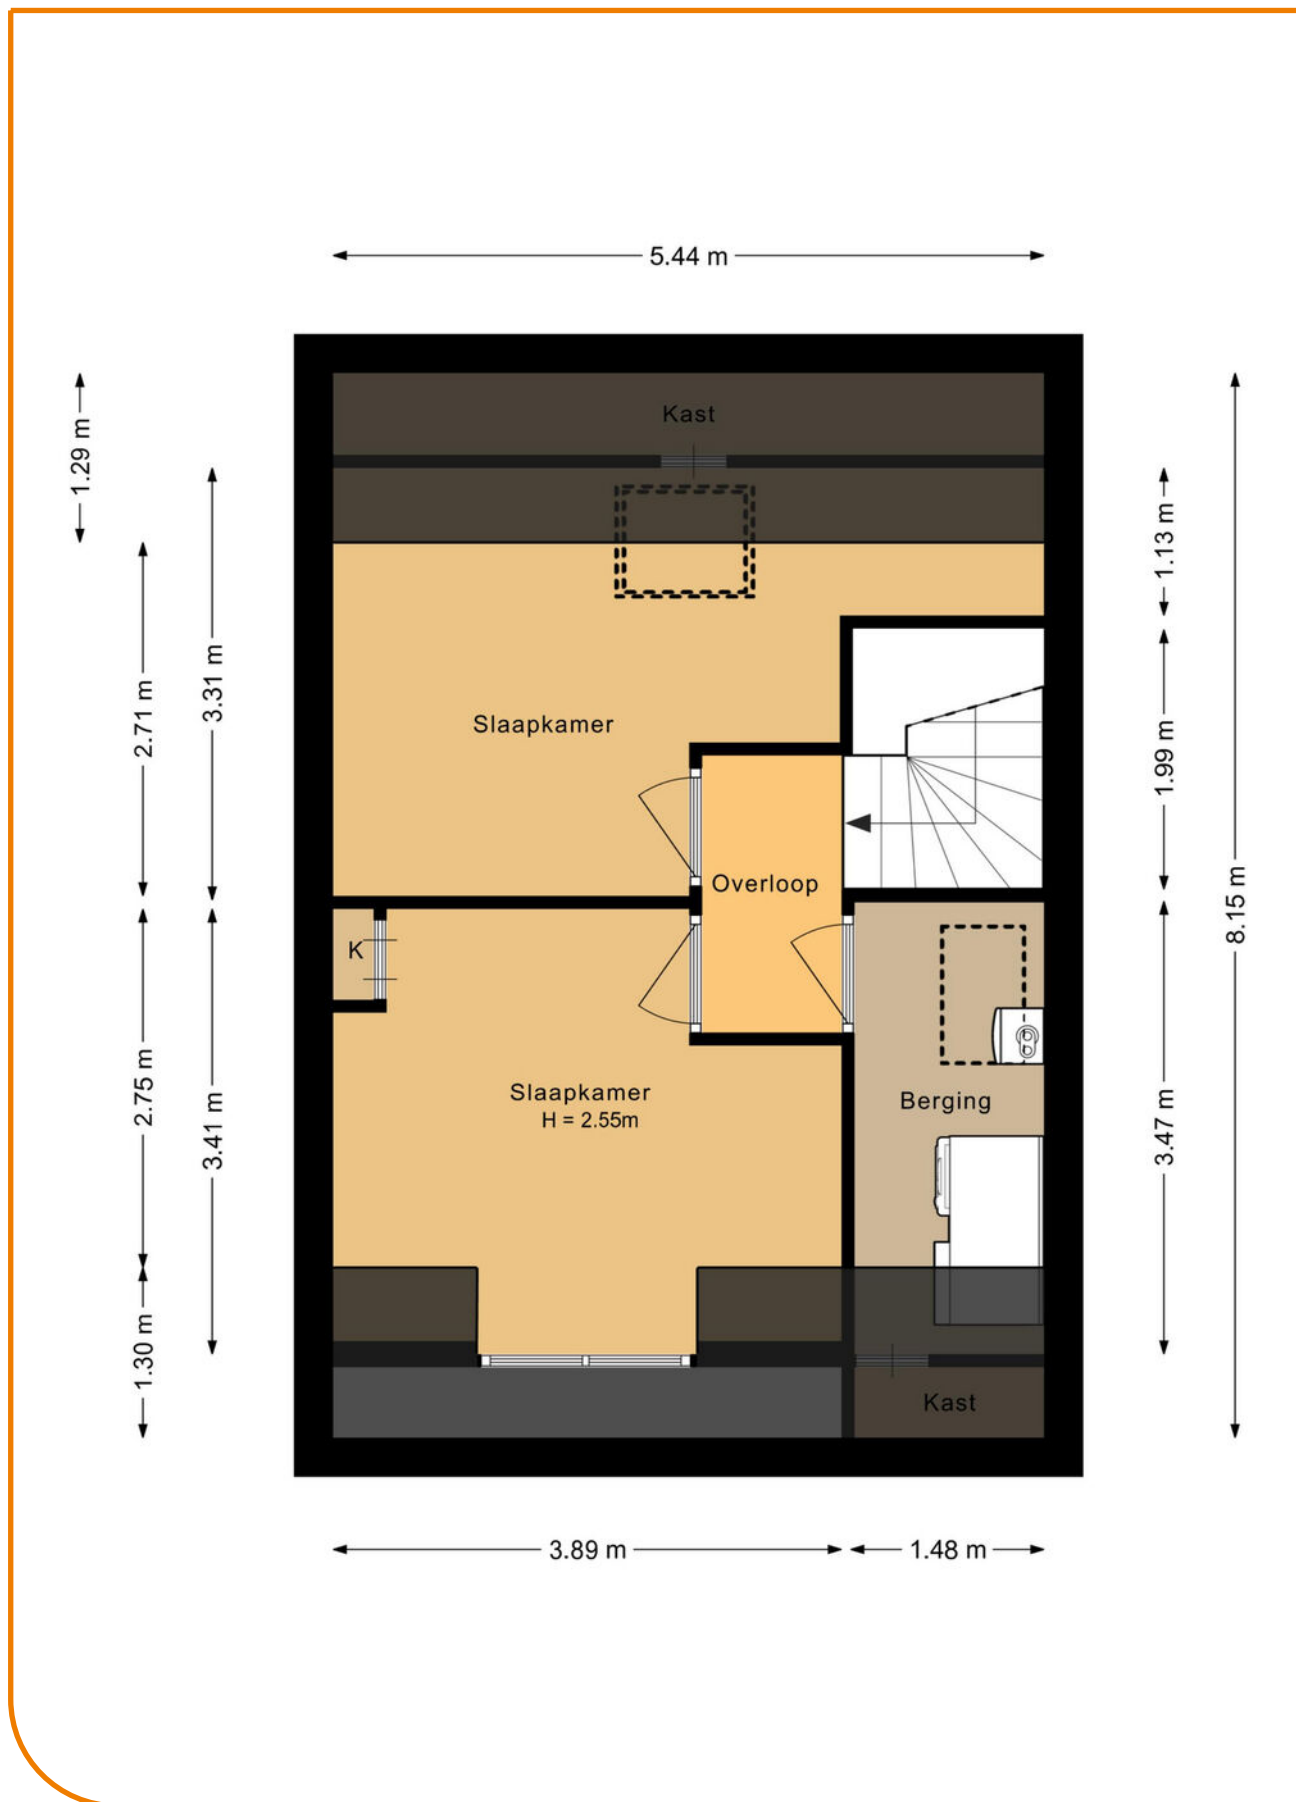 5.44 m
Kast
1.29 m
1.13 m
3.31 m
2.71 m
Slaapkamer
1.99 m
Overloop
8.15 m
K
2.75 m
3.41 m
Slaapkamer
H = 2.55m
Berging
3.47 m
1.30 m
Kast
3.89 m
1.48 m